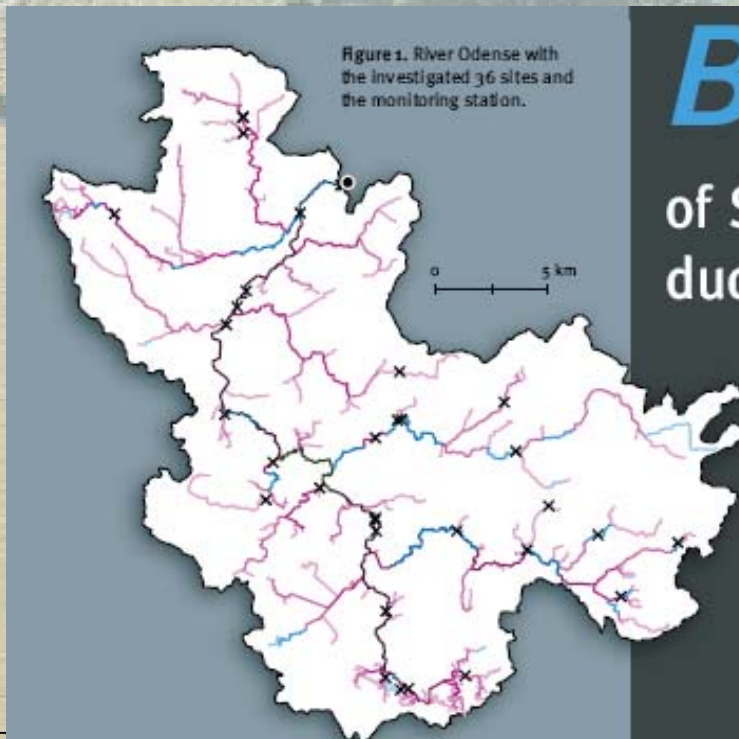 Figure 1. River Odense with
the investigated 36 sites and
the monitoring station.
B
of S
duc
0 5 km